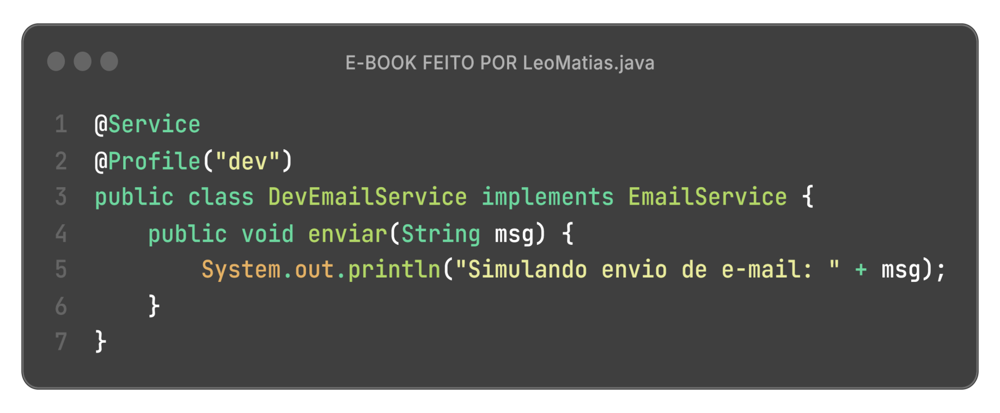 E-BOOK FEITO POR LeoMatias.java
1 @Service
2 @Profile("dev")
3 public class DevEmailService implements EmailService {
4     public void enviar(String msg) {
5         System.out.println("Simulando envio de e-mail: " + msg);
6     }
7 }